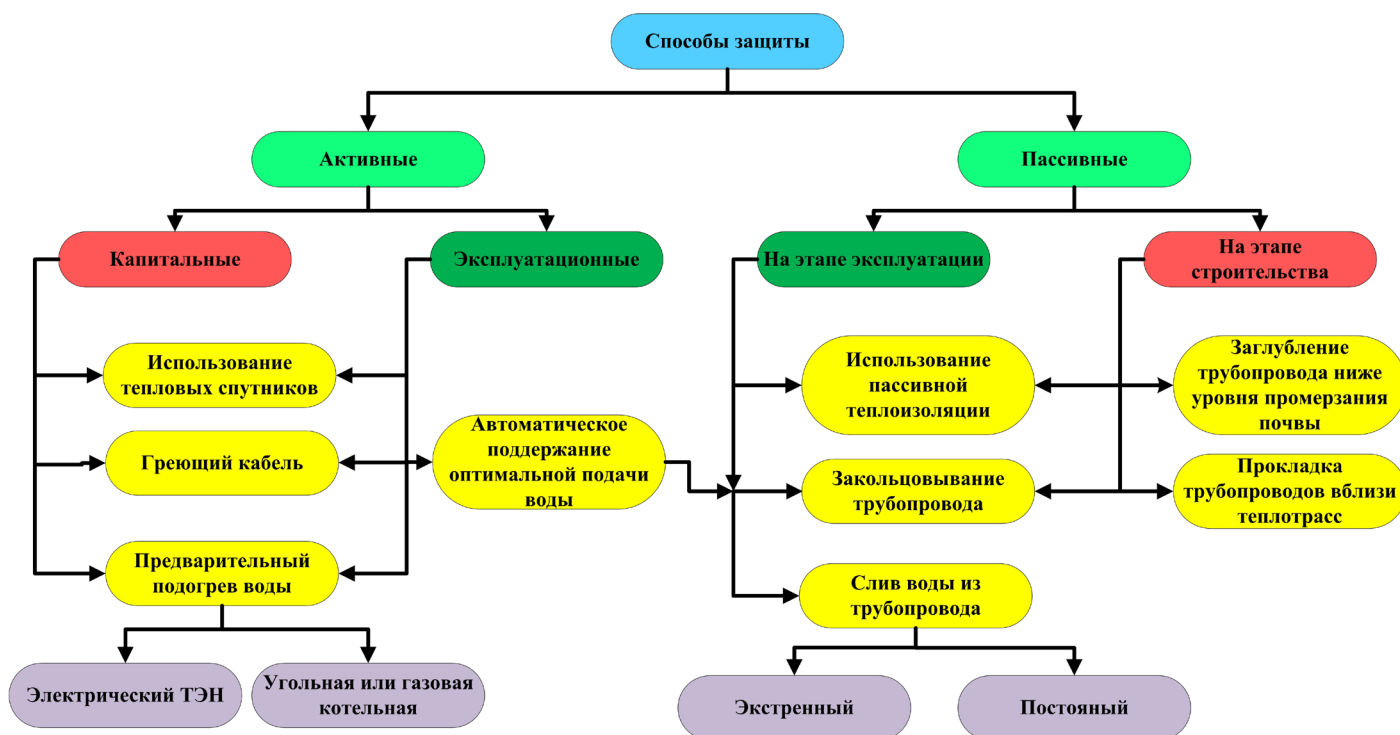 Способы защиты
Активные
Пассивные
Капитальные
Эксплуатационные
На этапе эксплуатации
На этапе
строительства
Использование
тепловых спутников
Использование
пассивной
теплоизоляции
Заглубление
трубопровода ниже
уровня промерзания
почвы
Греющий кабель
Автоматическое
поддержание
оптимальной подачи
воды
Закольцовывание
трубопровода
Прокладка
трубопроводов вблизи
теплотрасс
Предварительный
подогрев воды
Слив воды из
трубопровода
Электрический ТЭН
Угольная или газовая
котельная
Экстренный
Постояный